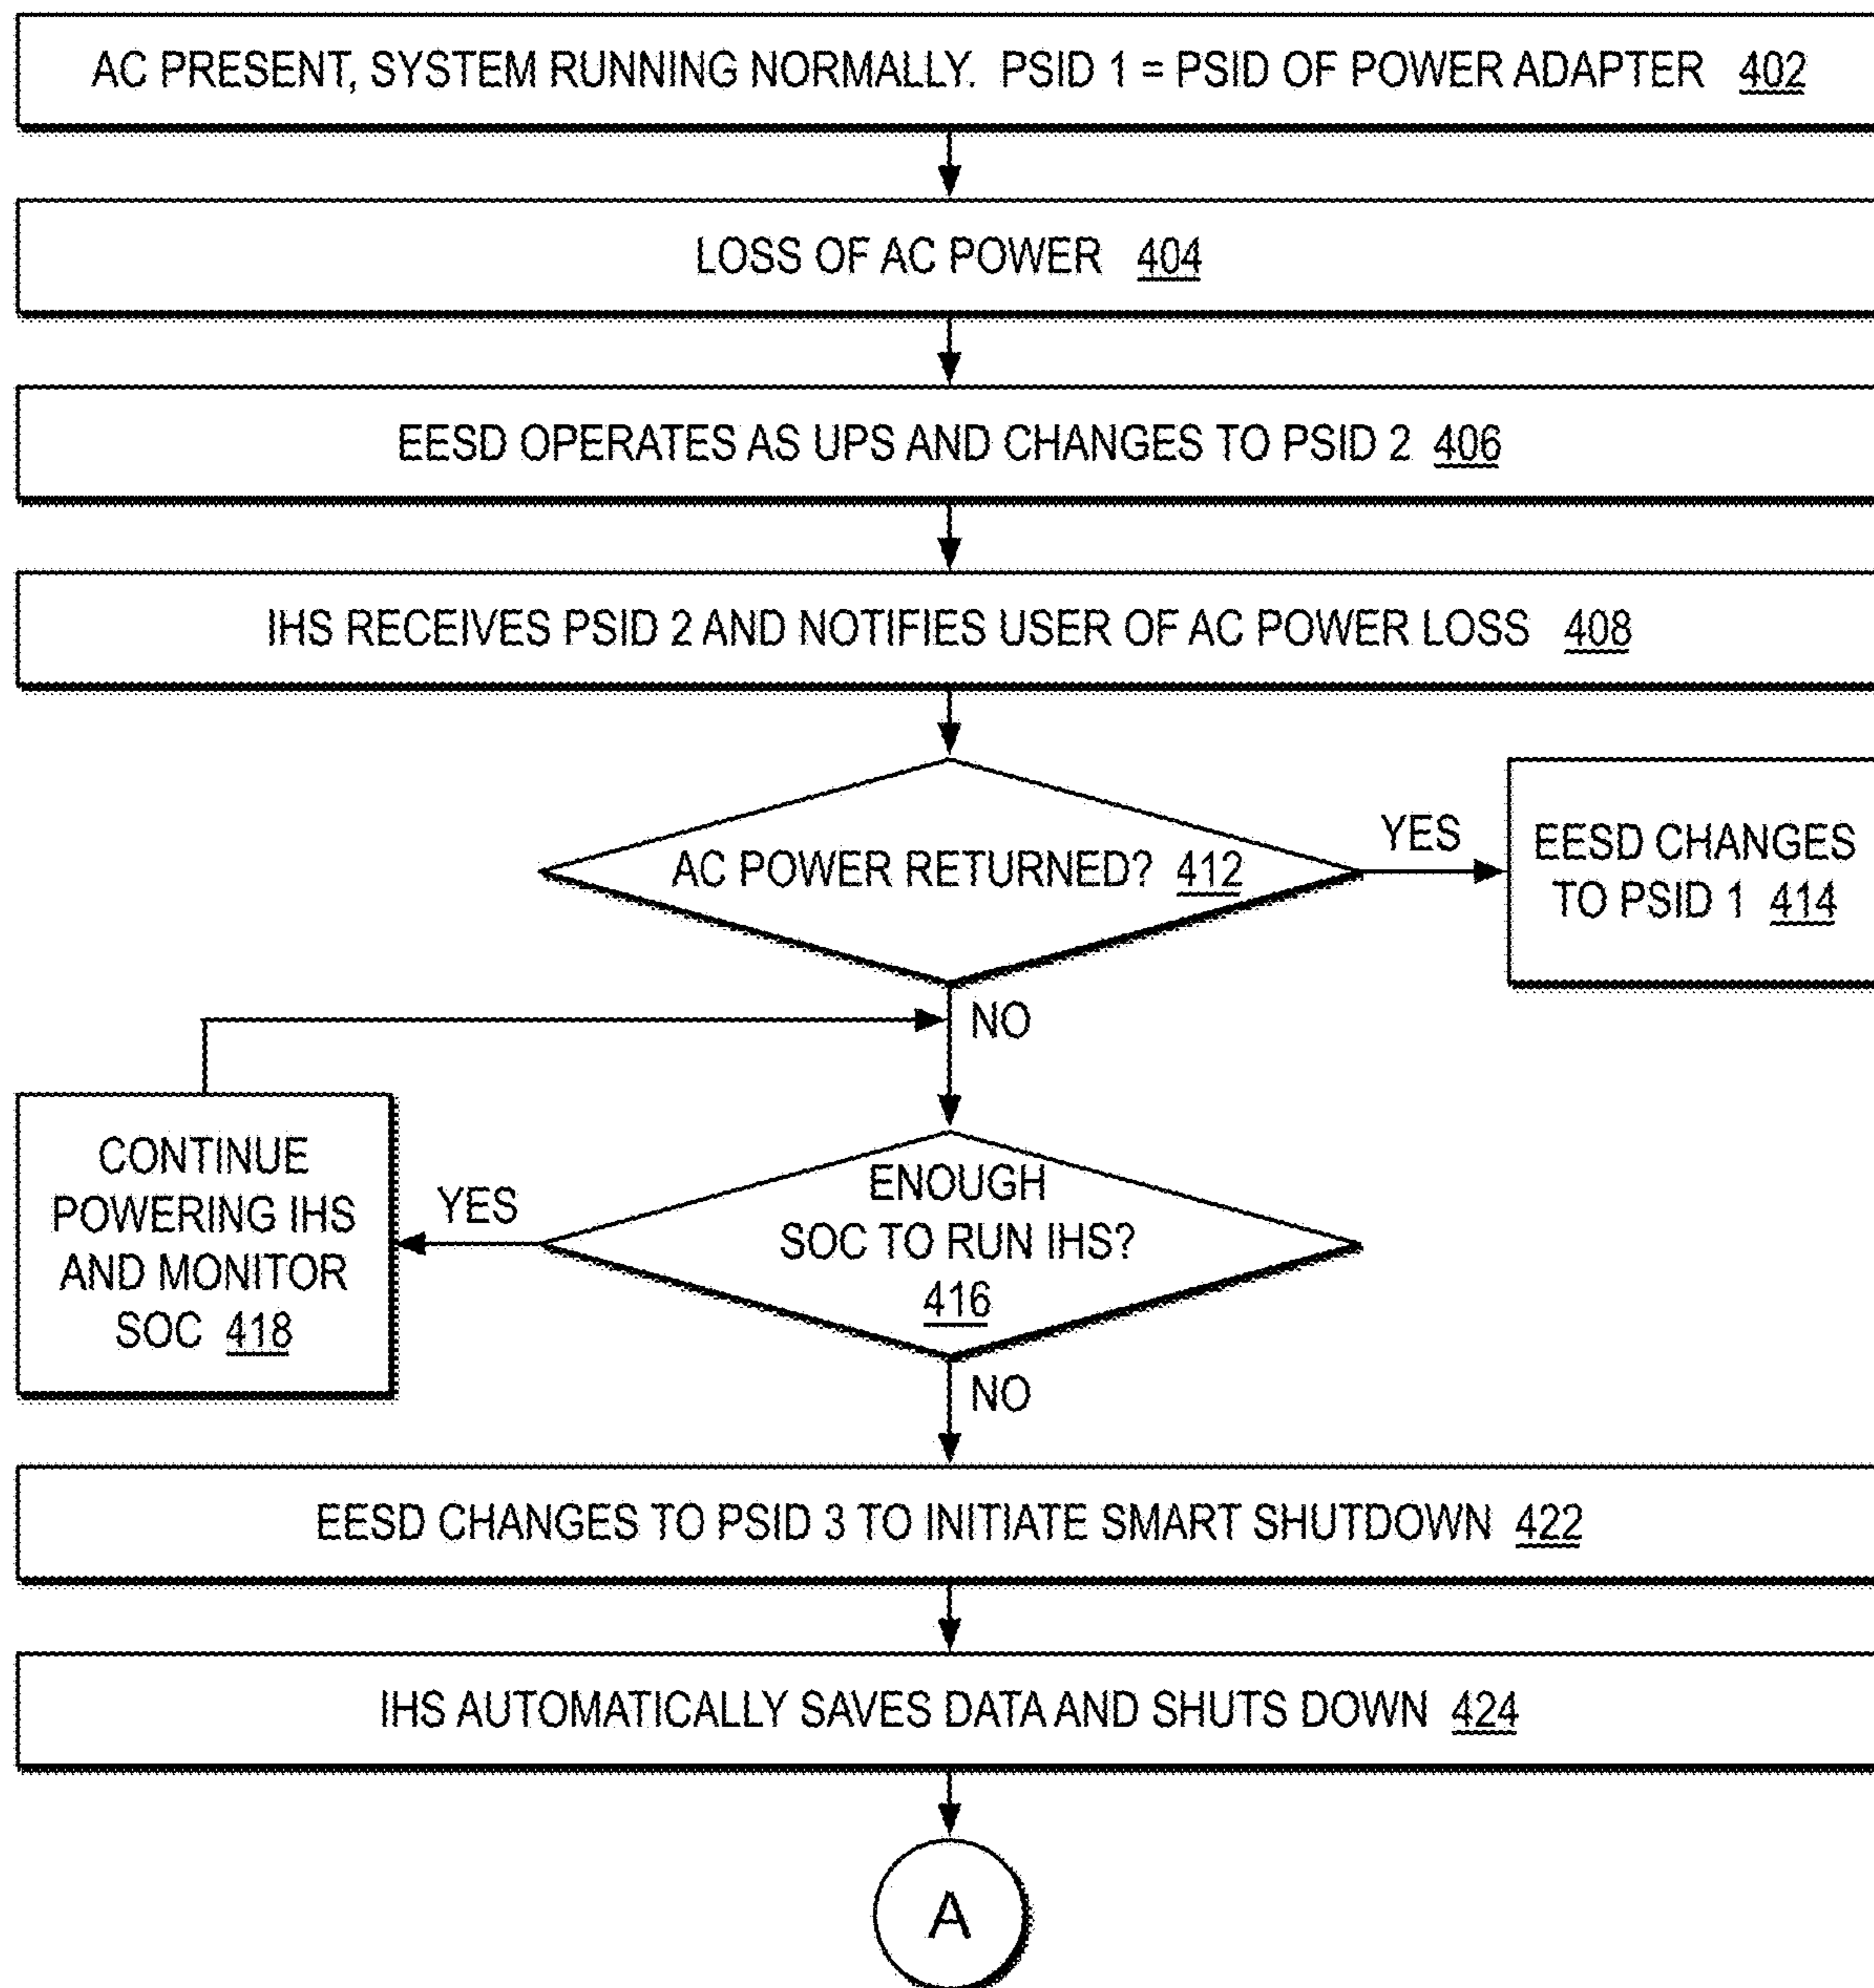 AC PRESENT, SYSTEM RUNNING NORMALLY. PSID 1 = PSID OF POWER ADAPTER 402
LOSS OF AC POWER 404
EESD OPERATES AS UPS AND CHANGES TO PSID 2 406
IHS RECEIVES PSID 2 AND NOTIFIES USER OF AC POWER LOSS 408
AC POWER RETURNED? 412
YES
EESD CHANGES
TO PSID 1 414
NO
CONTINUE
POWERING IHS
AND MONITOR
SOC 418
YES
ENOUGH
SOC TO RUN IHS?
416
NO
EESD CHANGES TO PSID 3 TO INITIATE SMART SHUTDOWN 422
IHS AUTOMATICALLY SAVES DATA AND SHUTS DOWN 424
A